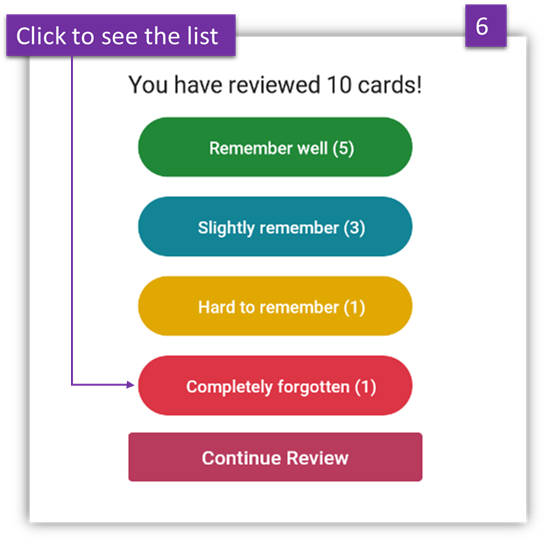 Click to see the list
6
You have reviewed 10 cards!
Remember well (5)
Slightly remember (3)
Hard to remember (1)
Completely forgotten (1)
Continue Review